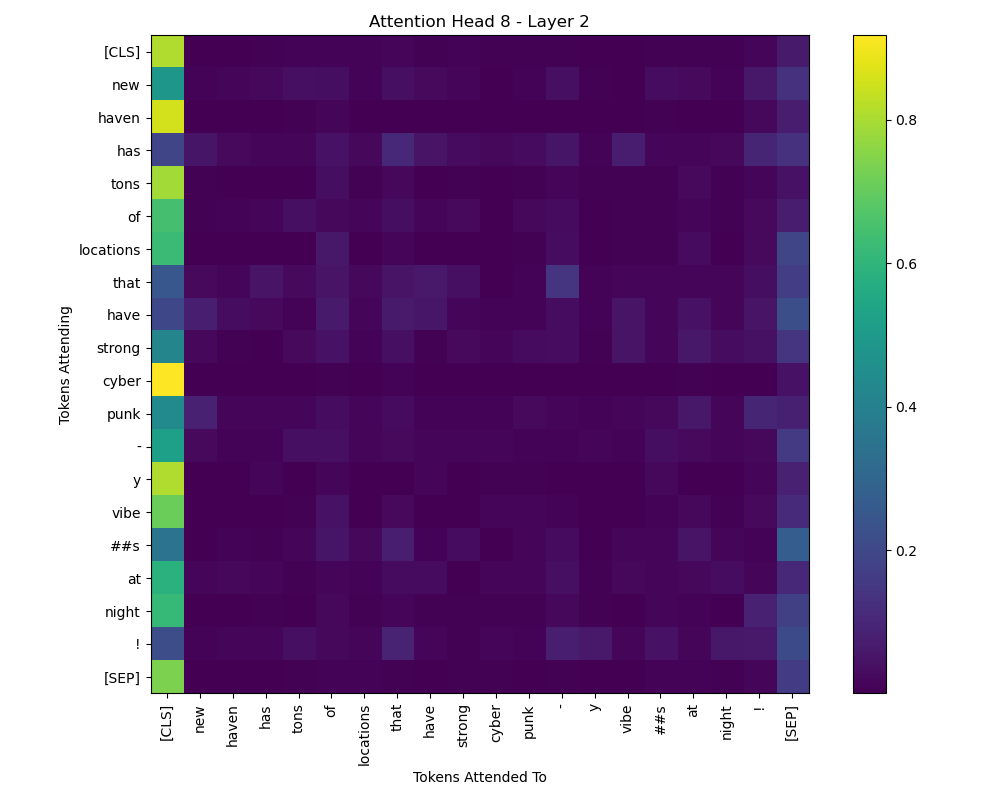 Attention Head 8 - Layer 2
Tokens Attending
[CLS]
new
haven
has
tons
of
locations
that
have
strong
cyber
punk
-
y
vibe
##s
at
night
!
[SEP]
[CLS] new haven has tons of locations that have strong cyber punk - y vibe ##s at night ! [SEP]
Tokens Attended To
0.8
0.6
0.4
0.2